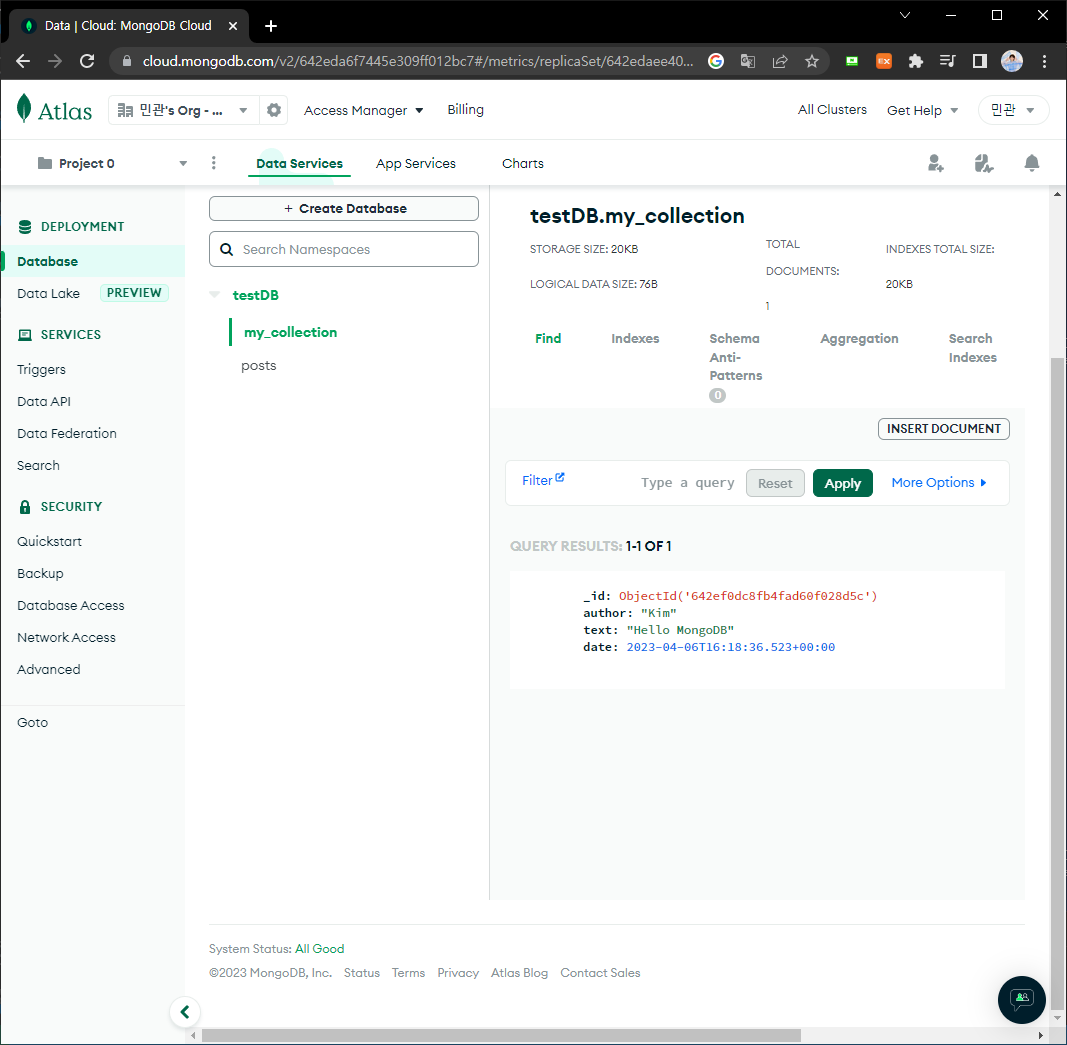 Data | Cloud: MongoDB Cloud
cloud.mongodb.com/v2/642eda6f7445e309ff012bc7#/metrics/replicaSet/642edaee40...
Atlas
민관's Org - ...
Access Manager
Billing
All Clusters
Get Help
민관
Project 0
Data Services
App Services
Charts
DEPLOYMENT
Database
Data Lake
PREVIEW
SERVICES
Triggers
Data API
Data Federation
Search
SECURITY
Quickstart
Backup
Database Access
Network Access
Advanced
Goto
+ Create Database
Search Namespaces
testDB
my_collection
posts
testDB.my_collection
STORAGE SIZE: 20KB
LOGICAL DATA SIZE: 76B
TOTAL
DOCUMENTS:
1
INDEXES TOTAL SIZE:
20KB
Find
Indexes
Schema
Anti-
Patterns
0
Aggregation
Search
Indexes
INSERT DOCUMENT
Filter
Type a query
Reset
Apply
More Options
QUERY RESULTS: 1-1 OF 1
_id: ObjectId('642ef0dc8fb4fad60f028d5c')
author: "Kim"
text: "Hello MongoDB"
date: 2023-04-06T16:18:36.523+00:00
System Status: All Good
©2023 MongoDB, Inc.
Status
Terms
Privacy
Atlas Blog
Contact Sales
Ex